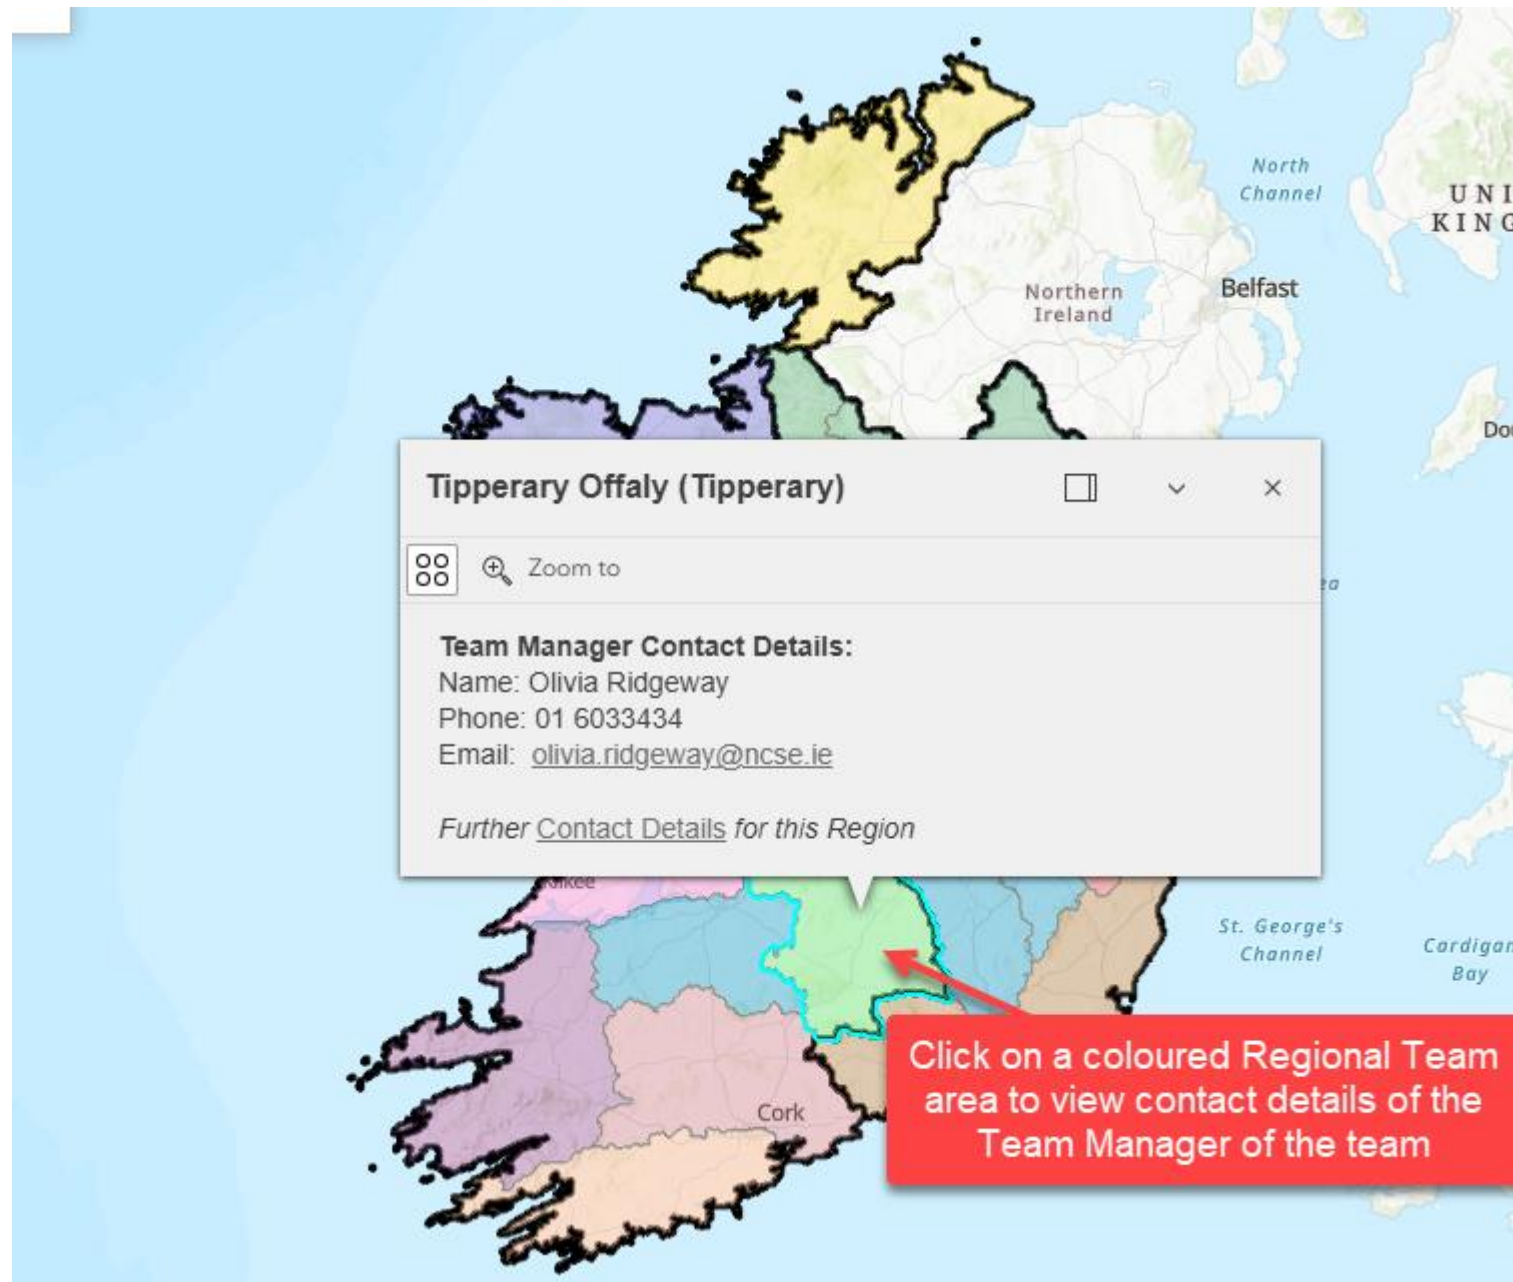 North
Channel
UNI
KING
Northern
Ireland
Belfast
Dou
Tipperary Offaly (Tipperary)
Zoom to
ea
Team Manager Contact Details:
Name: Olivia Ridgeway
Phone: 01 6033434
Email: olivia.ridgeway@ncse.ie
Further Contact Details for this Region
St. George's
Channel
Cardigan
Bay
Click on a coloured Regional Team
area to view contact details of the
Team Manager of the team
Cork